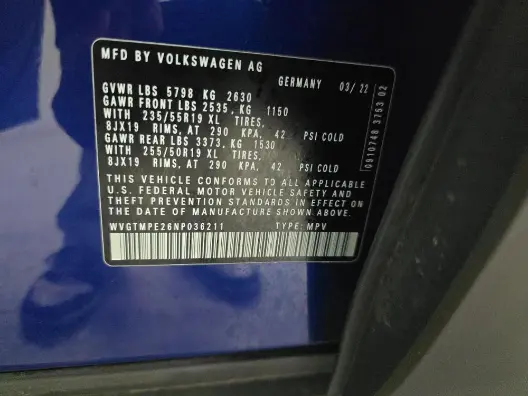 MFD BY VOLKSWAGEN AG
GERMANY 03/22
GVWR LBS 5798 KG 2630
GAWR FRONT LBS 2535, KG 1150
WITH 235/55R19 XL TIRES,
8JX19 RIMS, AT 290 KPA, 42 PSI COLD
GAWR REAR LBS 3373, KG 1530
WITH 255/50R19 XL TIRES,
8JX19 RIMS, AT 290 KPA, 42 PSI COLD
THIS VEHICLE CONFORMS TO ALL APPLICABLE
U.S. FEDERAL MOTOR VEHICLE SAFETY AND
THEFT PREVENTION STANDARDS IN EFFECT ON
THE DATE OF MANUFACTURE SHOWN ABOVE.
WVGTMPE26NP036211 TYPE: MPV
0910748 3753 02